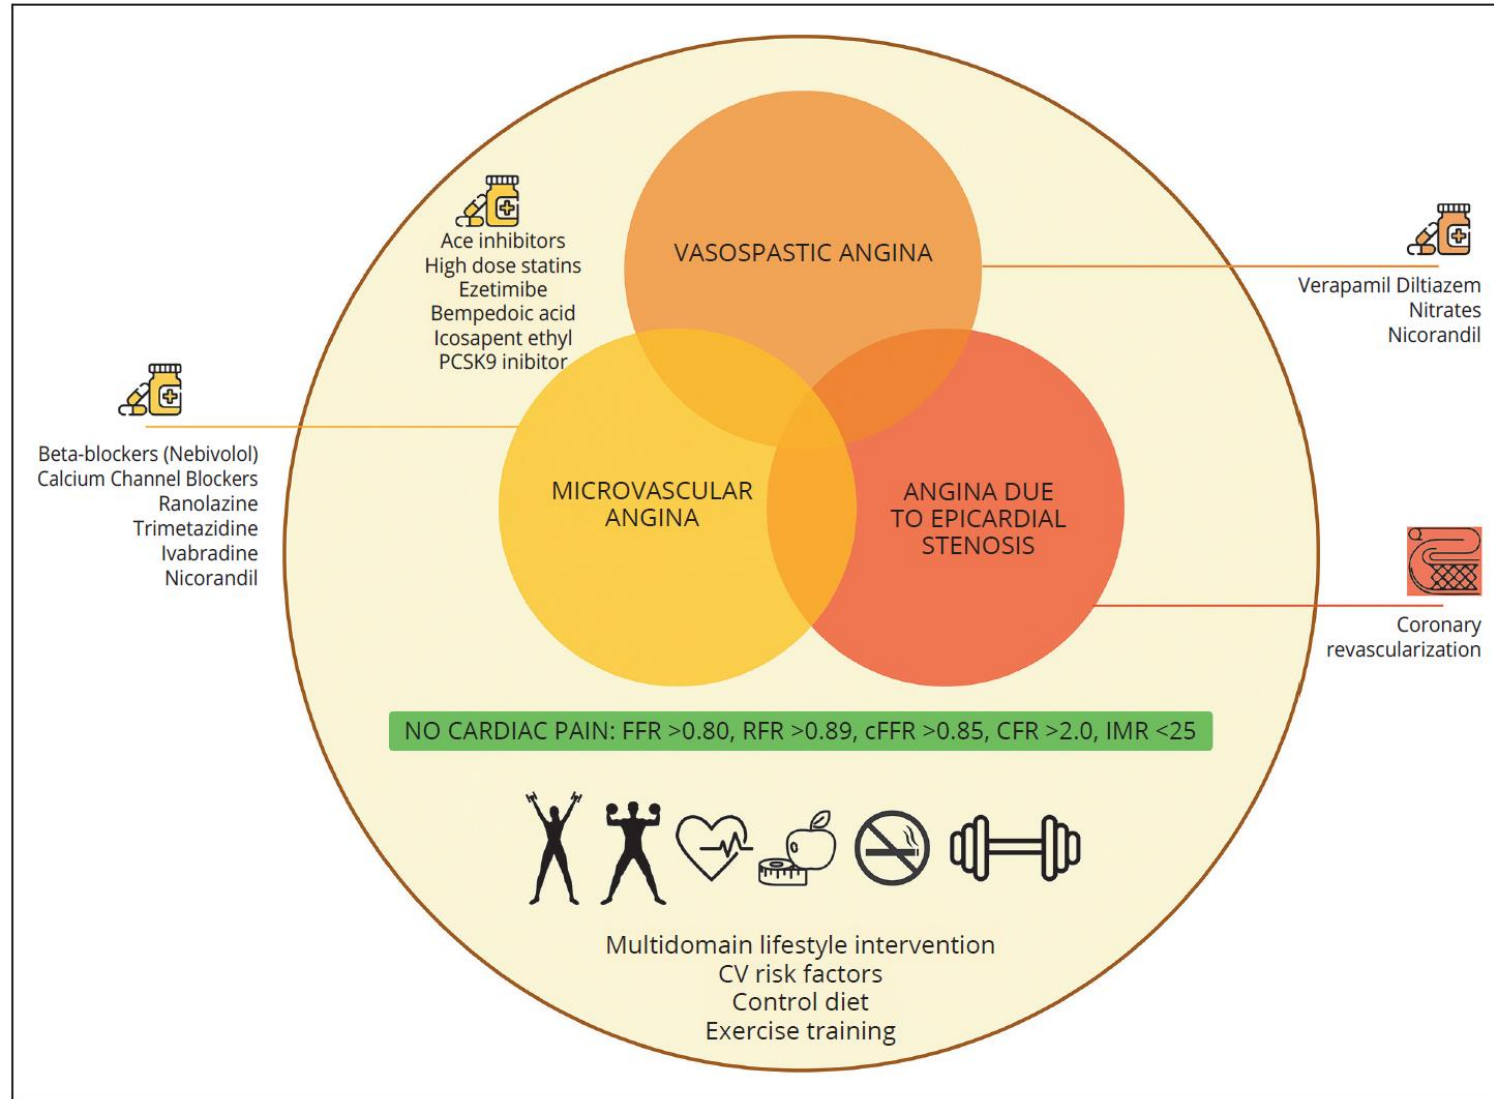 VASOSPASTIC ANGINA
Ace inhibitors
High dose statins
Ezetimibe
Bempedoic acid
Icosapent ethyl
PCSK9 inibitor
Verapamil Diltiazem
Nitrates
Nicorandil
Beta-blockers (Nebivolol)
Calcium Channel Blockers
Ranolazine
Trimetazidine
Ivabradine
Nicorandil
MICROVASCULAR
ANGINA
ANGINA DUE
TO EPICARDIAL
STENOSIS
Coronary
revascularization
NO CARDIAC PAIN: FFR >0.80, RFR >0.89, cFFR >0.85, CFR >2.0, IMR <25
Multidomain lifestyle intervention
CV risk factors
Control diet
Exercise training